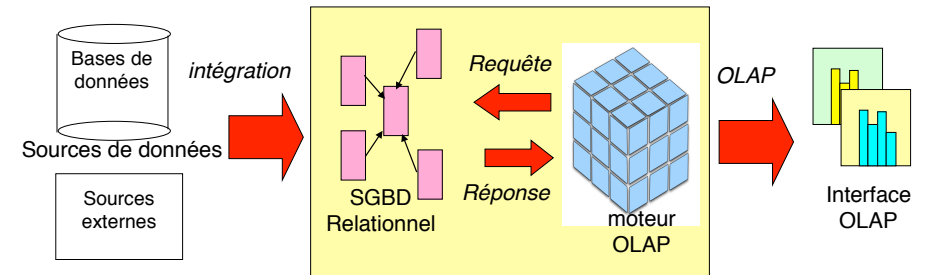 Bases de
données
intégration
Sources de données
Sources
externes
SGBD
Relationnel
Requête
Réponse
moteur
OLAP
OLAP
Interface
OLAP